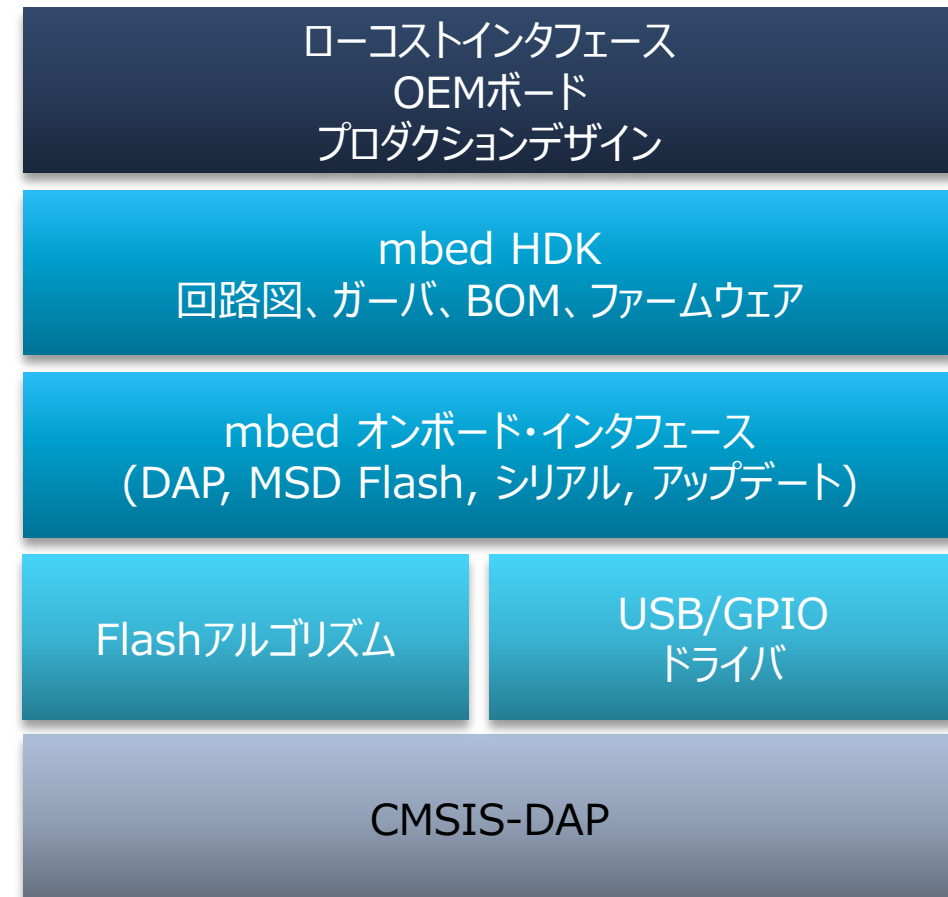 ローコストインタフェース
OEMボード
プロダクションデザイン
mbed HDK
回路図、ガーバ、BOM、ファームウェア
mbed オンボード・インタフェース
(DAP, MSD Flash, シリアル, アップデート)
Flashアルゴリズム
USB/GPIO
ドライバ
CMSIS-DAP